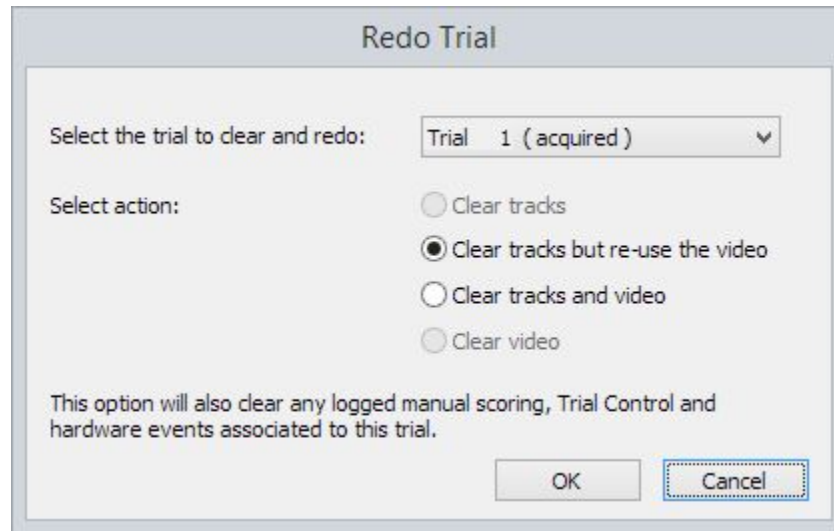 Redo Trial
Select the trial to clear and redo:
Trial 1 ( acquired )
Select action:
Clear tracks
Clear tracks but re-use the video
Clear tracks and video
Clear video
This option will also clear any logged manual scoring, Trial Control and
hardware events associated to this trial.
OK
Cancel